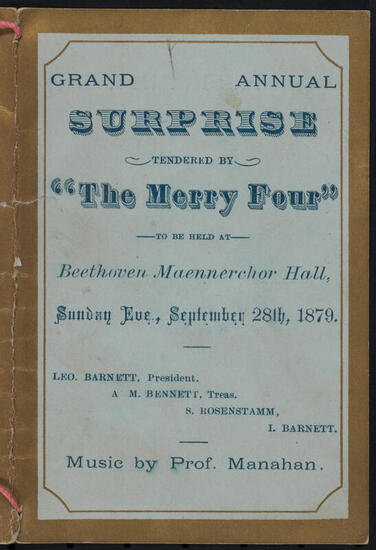 GRAND ANNUAL
SURPRISE
TENDERED BY
"The Merry Four"
TO BE HELD AT
Beethoven Maennerchor Hall,
Sunday Eve., September 28th, 1879.
LEO. BARNETT, President.
A M. BENNETT, Treas.
S. ROSENSTAMM,
I. BARNETT.
Music by Prof. Manahan.